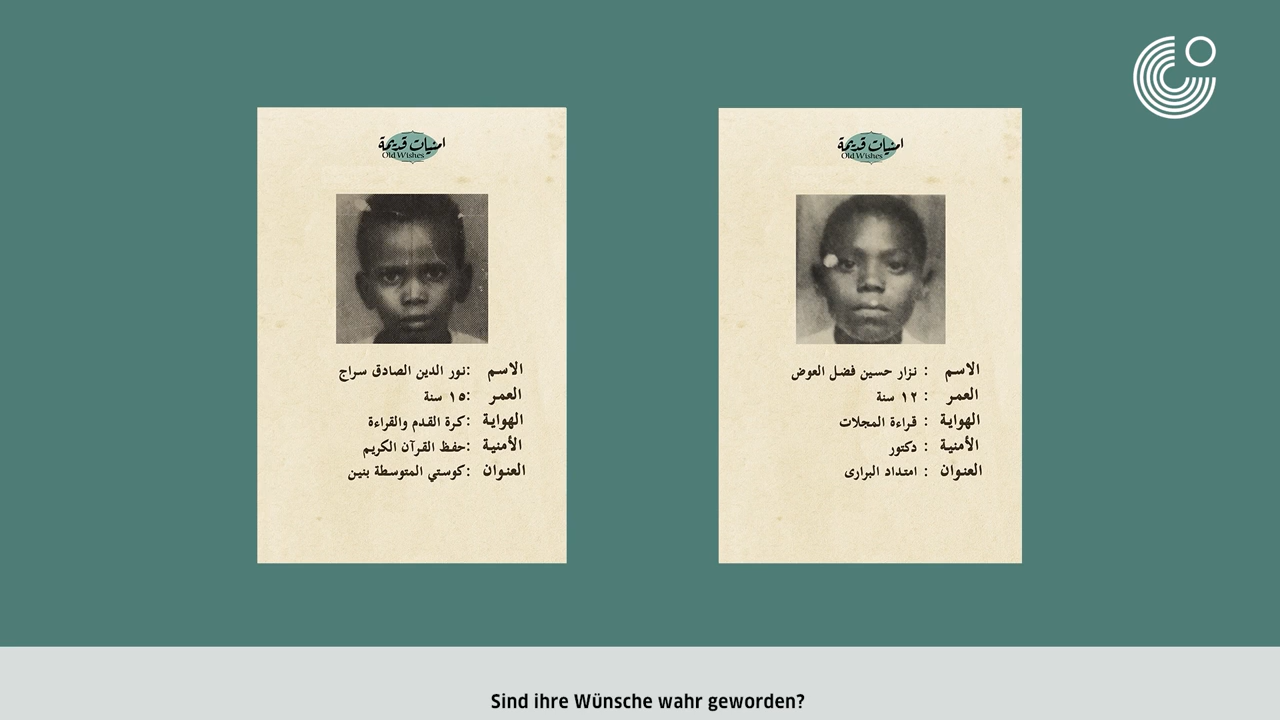 امنيات قديمة
Old Wishes
الاسم :نور الدين الصادق سراج
العمر :١٥ سنة
الهواية :كرة القدم والقراءة
الأمنية :حفظ القرآن الكريم
العنوان :كوستي المتوسطة بنين
امنيات قديمة
Old Wishes
الاسم : نزار حسين فضل العوض
العمر : ١٢ سنة
الهواية : قراءة المجلات
الأمنية : دكتور
العنوان : امتداد البرارى
Sind ihre Wünsche wahr geworden?